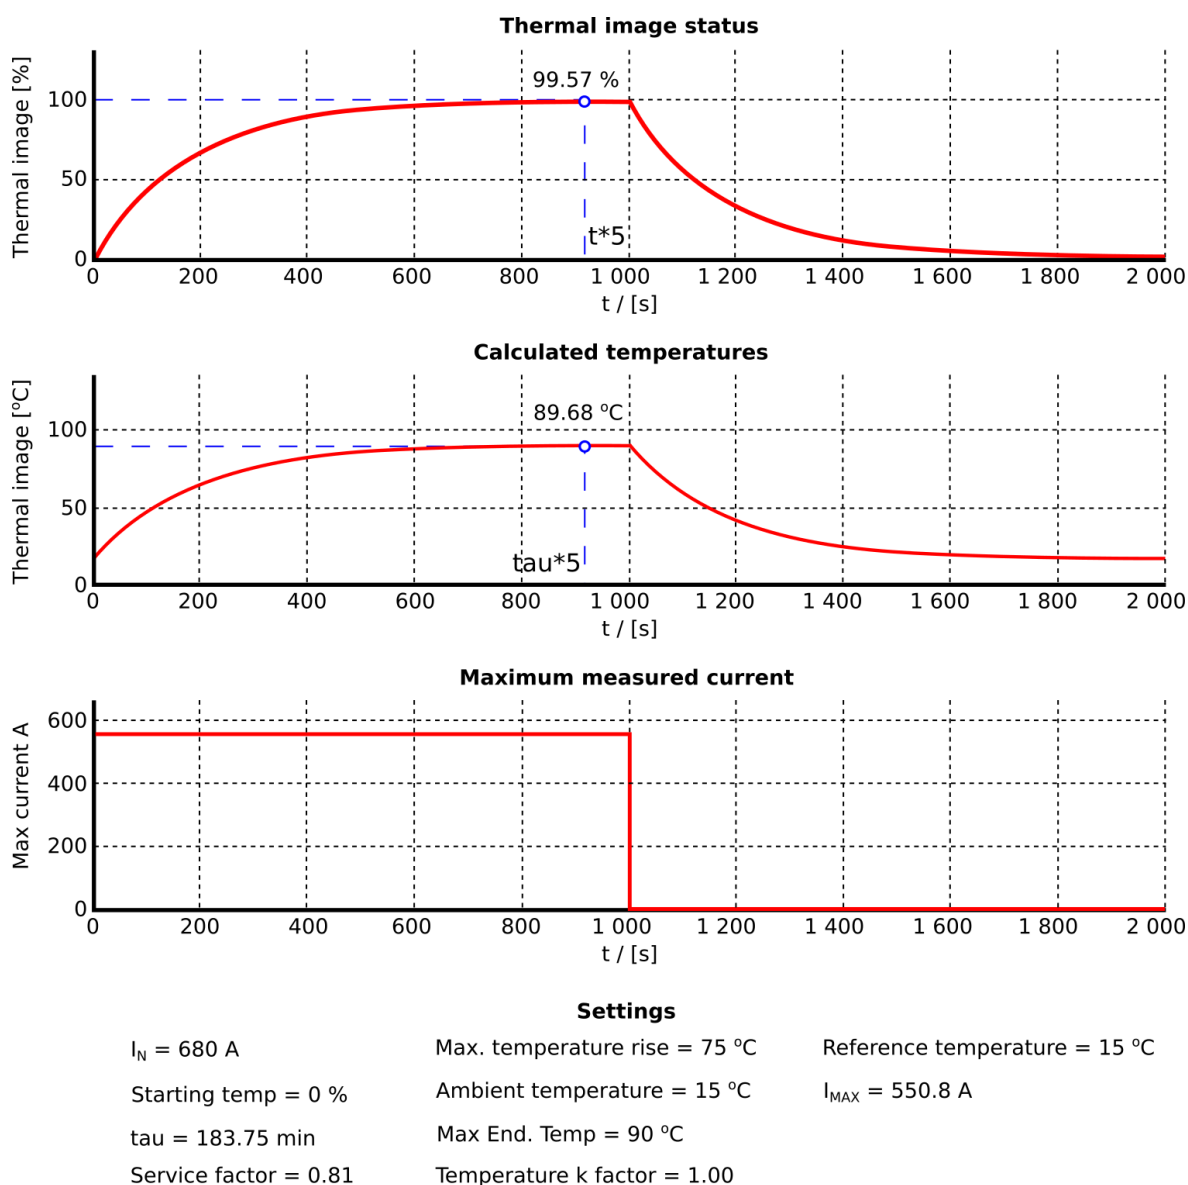 Thermal image status
Thermal image [%]
99.57 %
100
50
0
t*5
0 200 400 600 800 1 000 1 200 1 400 1 600 1 800 2 000
t / [s]
Calculated temperatures
Thermal image [ºC]
89.68 ºC
100
50
0
tau*5
0 200 400 600 800 1 000 1 200 1 400 1 600 1 800 2 000
t / [s]
Maximum measured current
Max current A
600
400
200
0
0 200 400 600 800 1 000 1 200 1 400 1 600 1 800 2 000
t / [s]
Settings
I_N = 680 A Max. temperature rise = 75 ºC Reference temperature = 15 ºC
Starting temp = 0 % Ambient temperature = 15 ºC I_MAX = 550.8 A
tau = 183.75 min Max End. Temp = 90 ºC
Service factor = 0.81 Temperature k factor = 1.00